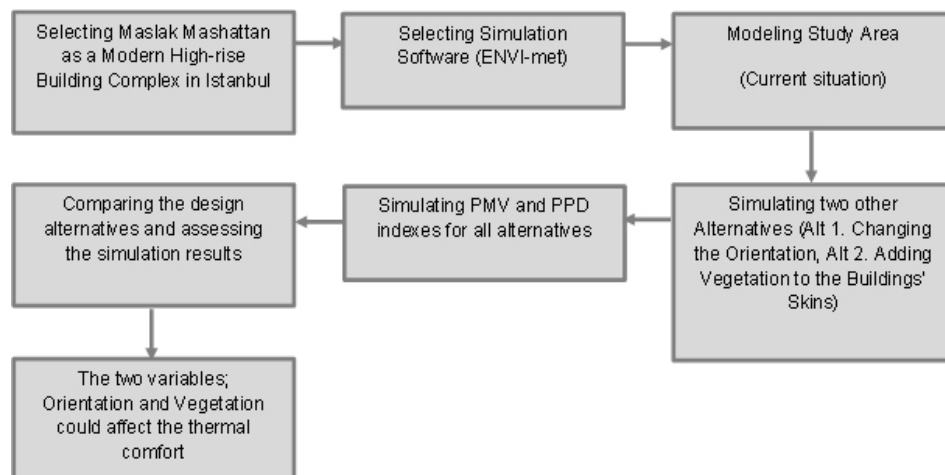 Selecting Maslak Mashattan
as a Modern High-rise
Building Complex in Istanbul
Selecting Simulation
Software (ENVI-met)
Modeling Study Area
(Current situation)
Simulating two other
Alternatives (Alt 1. Changing
the Orientation, Alt 2. Adding
Vegetation to the Buildings'
Skins)
Simulating PMV and PPD
indexes for all alternatives
Comparing the design
alternatives and assessing
the simulation results
The two variables;
Orientation and Vegetation
could affect the thermal
comfort